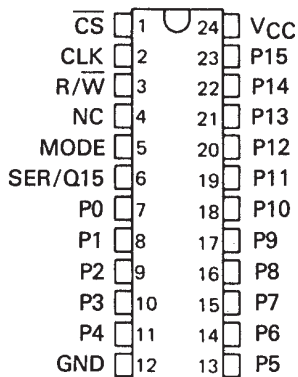 C̅S̅ 1 24 VCC
CLK 2 23 P15
R/W̅ 3 22 P14
NC 4 21 P13
MODE 5 20 P12
SER/Q15 6 19 P11
P0 7 18 P10
P1 8 17 P9
P2 9 16 P8
P3 10 15 P7
P4 11 14 P6
GND 12 13 P5